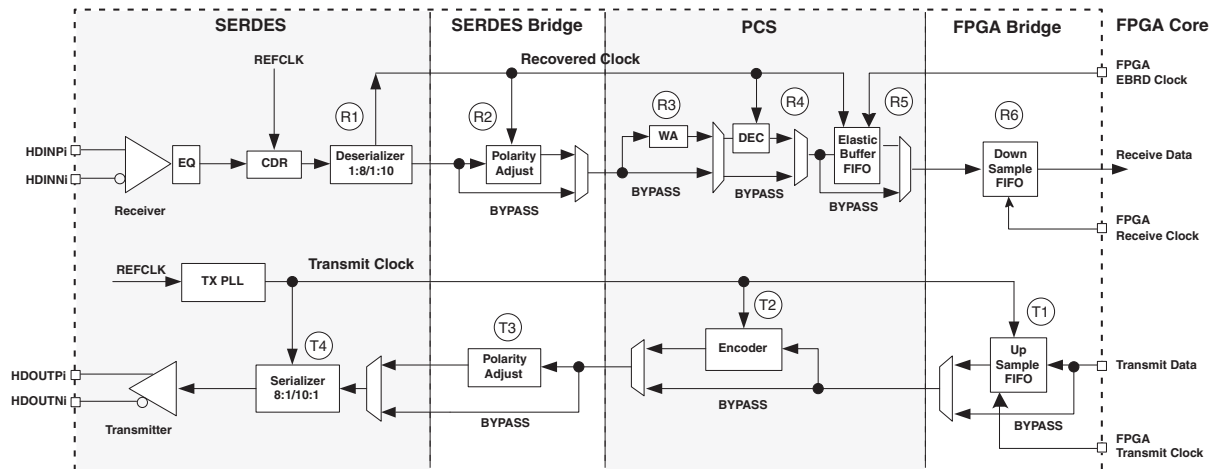 SERDES
SERDES Bridge
PCS
FPGA Bridge
FPGA Core
REFCLK
Recovered Clock
FPGA
EBRD Clock
R1
R2
R3
R4
R5
R6
HDINPi
HDINNi
EQ
CDR
Deserializer
1:8/1:10
Polarity
Adjust
WA
DEC
Elastic
Buffer
FIFO
Down
Sample
FIFO
Receive Data
Receiver
BYPASS
BYPASS
BYPASS
BYPASS
FPGA
Receive Clock
REFCLK
TX PLL
Transmit Clock
T1
T2
T3
T4
HDOUTPi
HDOUTNi
Serializer
8:1/10:1
Polarity
Adjust
Encoder
Up
Sample
FIFO
Transmit Data
Transmitter
BYPASS
BYPASS
BYPASS
FPGA
Transmit Clock